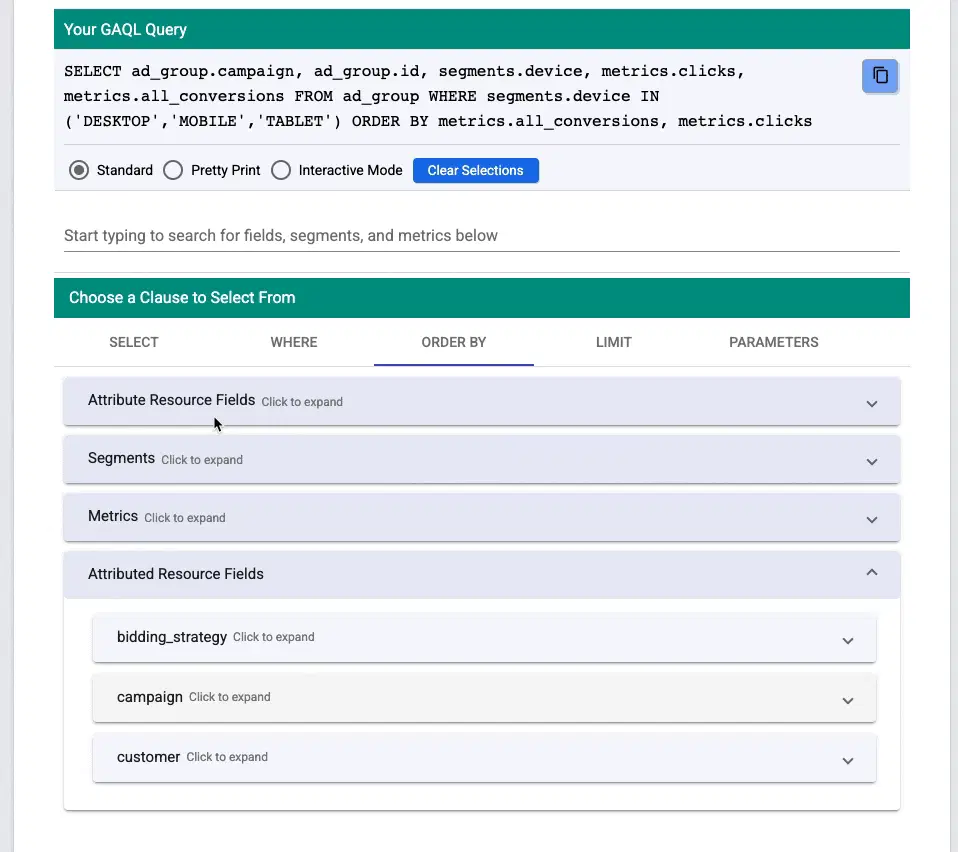 Your GAQL Query
SELECT ad_group.campaign, ad_group.id, segments.device, metrics.clicks,
metrics.all_conversions FROM ad_group WHERE segments.device IN
('DESKTOP','MOBILE','TABLET') ORDER BY metrics.all_conversions, metrics.clicks
Standard Pretty Print Interactive Mode Clear Selections
Start typing to search for fields, segments, and metrics below
Choose a Clause to Select From
SELECT WHERE ORDER BY LIMIT PARAMETERS
Attribute Resource Fields Click to expand
Segments Click to expand
Metrics Click to expand
Attributed Resource Fields
bidding_strategy Click to expand
campaign Click to expand
customer Click to expand